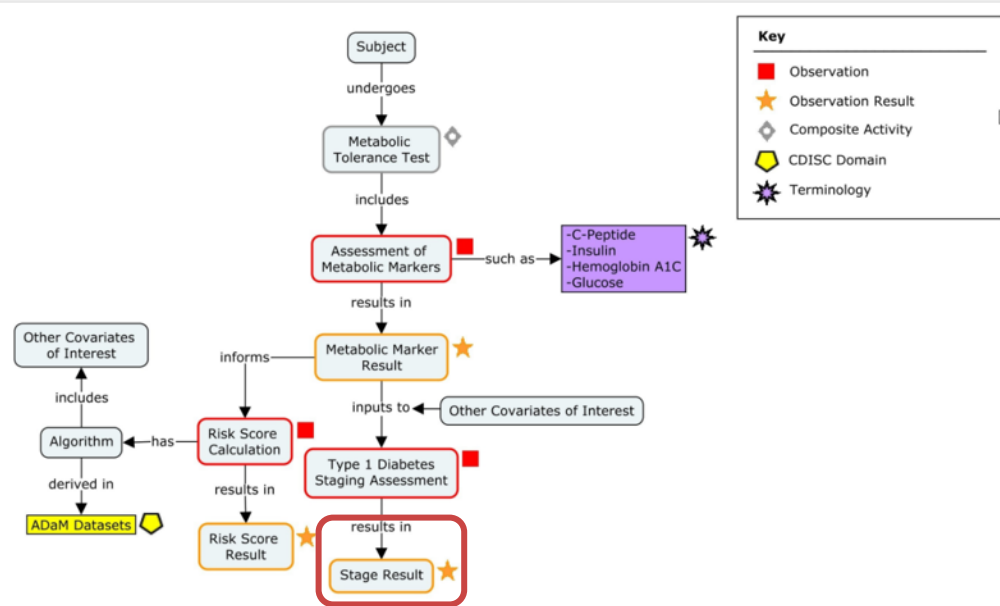 Subject
undergoes
Metabolic
Tolerance Test
includes
Assessment of
Metabolic Markers
such as
-C-Peptide
-Insulin
-Hemoglobin A1C
-Glucose
results in
Metabolic Marker
Result
informs
inputs to
Other Covariates of Interest
Other Covariates
of Interest
includes
Algorithm
has
Risk Score
Calculation
Type 1 Diabetes
Staging Assessment
derived in
ADaM Datasets
results in
Risk Score
Result
results in
Stage Result
Key
Observation
Observation Result
Composite Activity
CDISC Domain
Terminology